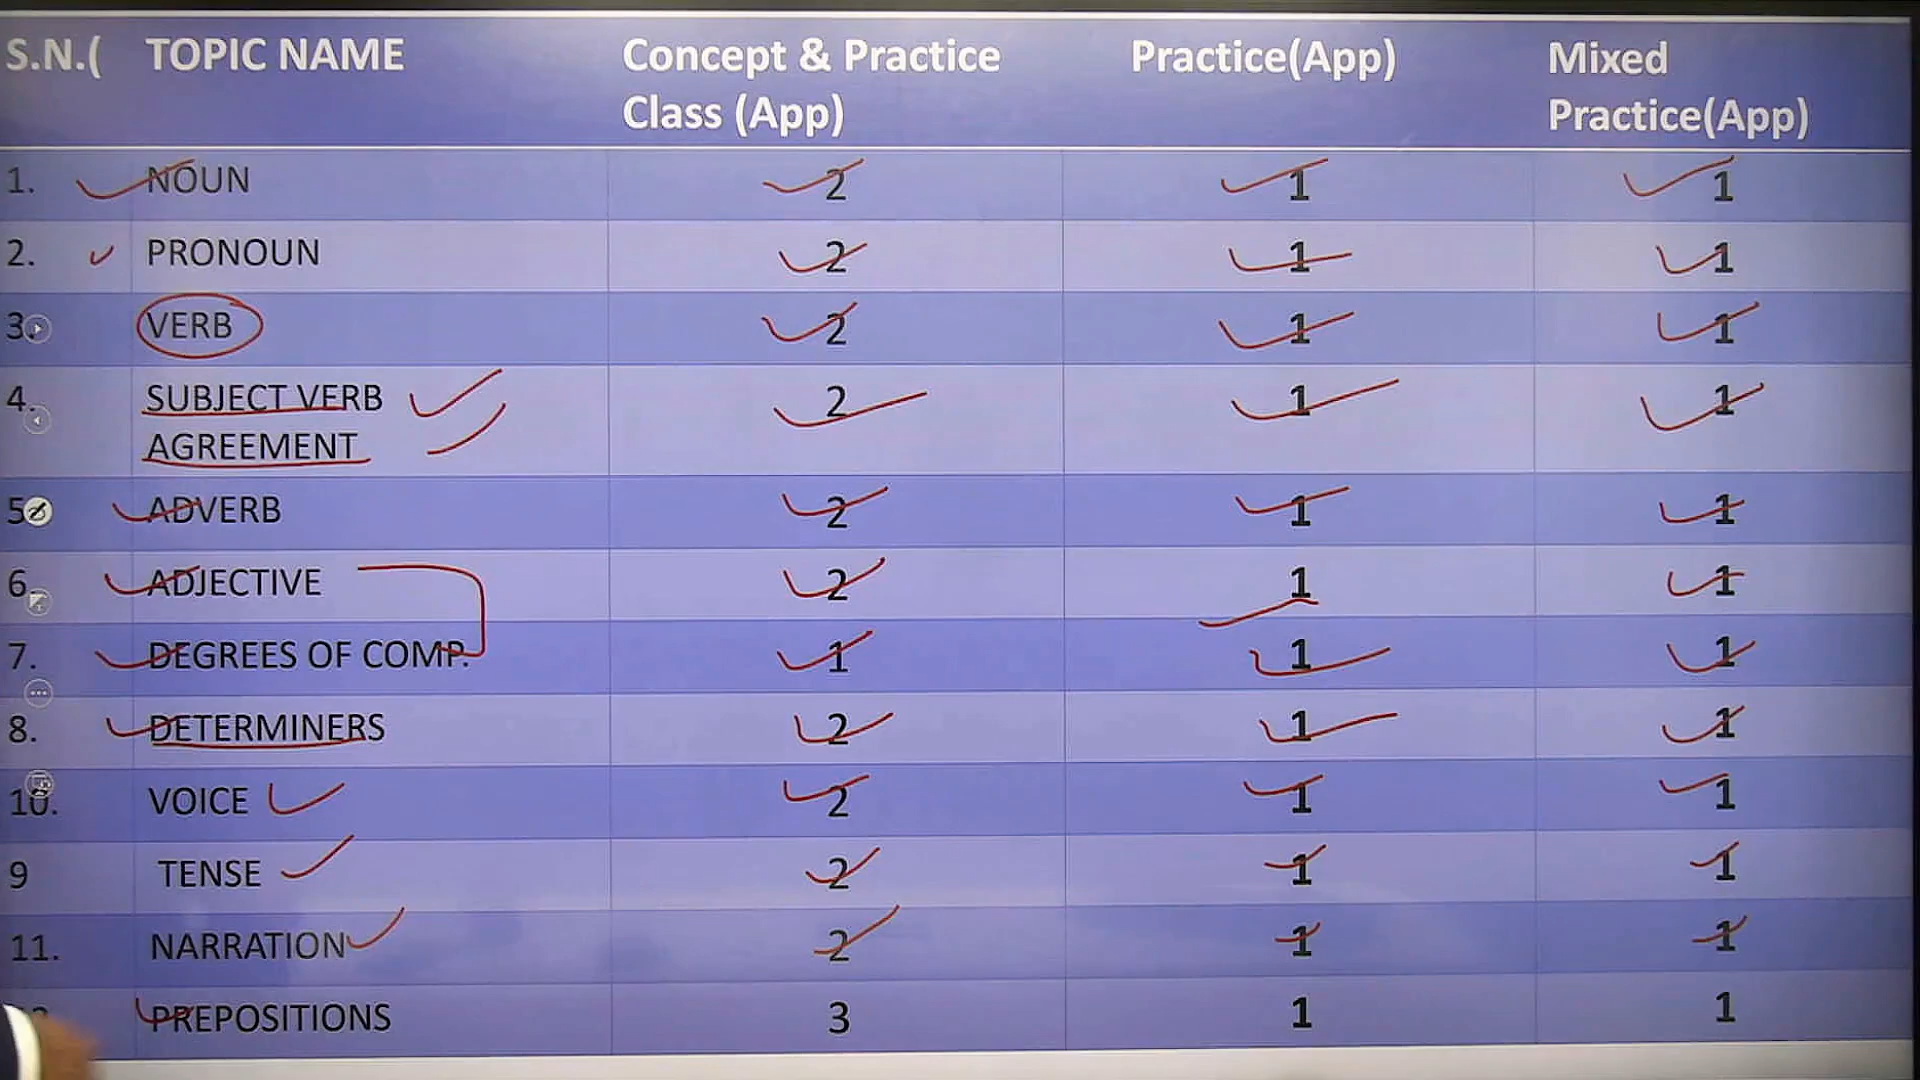 S.N.( TOPIC NAME Concept & Practice Class (App) Practice(App) Mixed Practice(App)
1. NOUN 2 1 1
2. PRONOUN 2 1 1
3. VERB 2 1 1
4. SUBJECT VERB AGREEMENT 2 1 1
5 ADVERB 2 1 1
6. ADJECTIVE 2 1 1
7. DEGREES OF COMP. 1 1 1
8. DETERMINERS 2 1 1
10. VOICE 2 1 1
9 TENSE 2 1 1
11. NARRATION 2 1 1
PREPOSITIONS 3 1 1